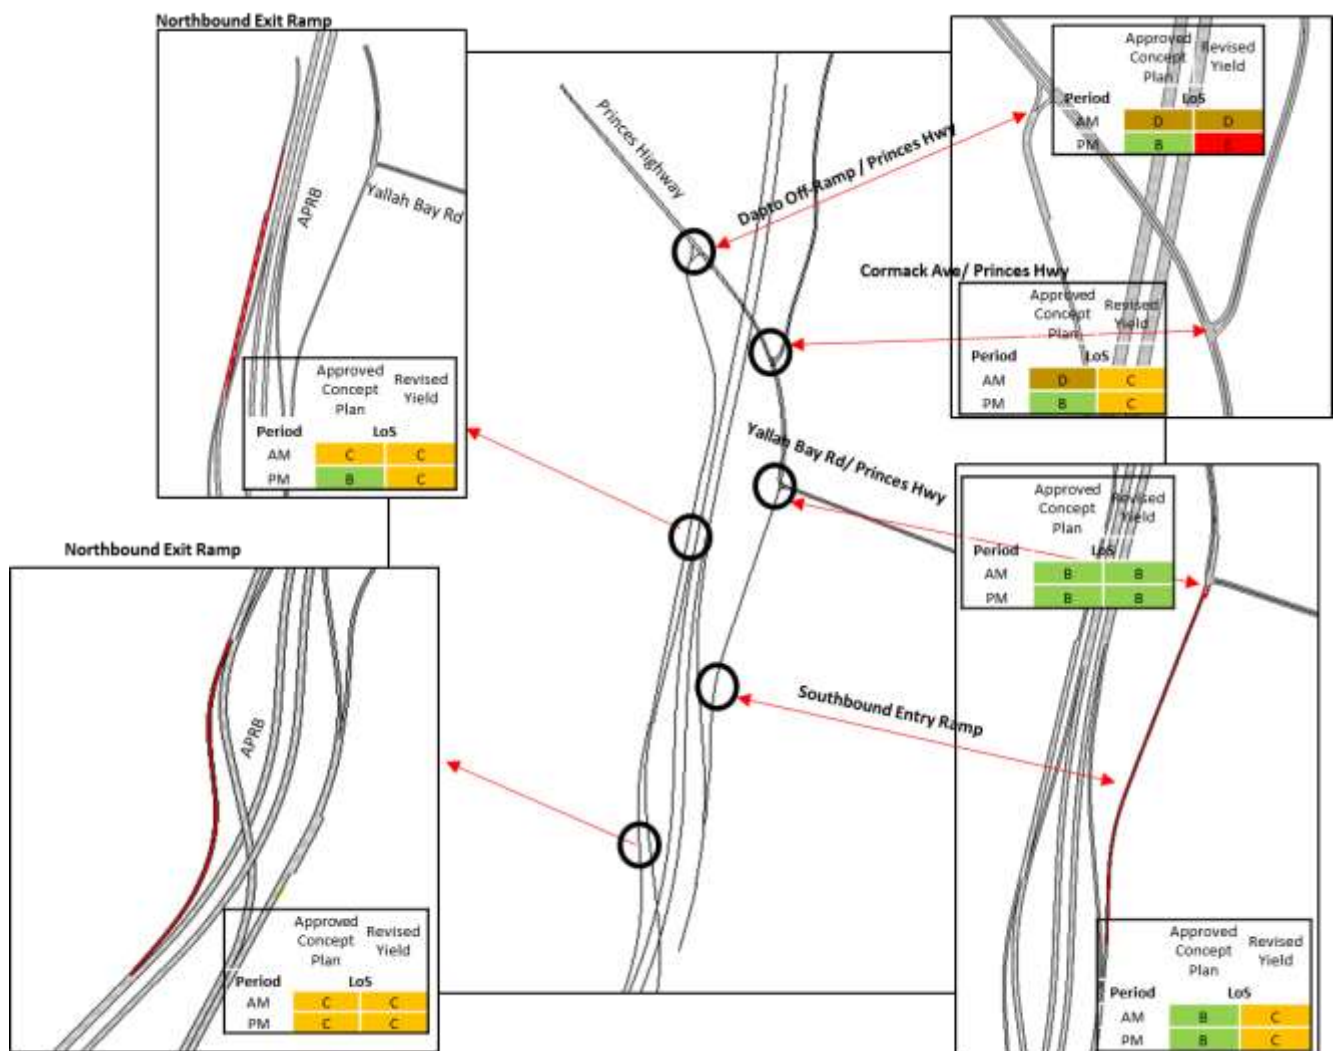 Northbound Exit Ramp
APRB
Yallah Bay Rd
Approved Concept Plan Revised Yield
Period LoS
AM C C
PM B C
Northbound Exit Ramp
APRB
Approved Concept Plan Revised Yield
Period LoS
AM C C
PM C C
Princes Highway
Dapto Off-Ramp / Princes Hwy
Approved Concept Plan Revised Yield
Period LoS
AM D D
PM B
Cormack Ave/ Princes Hwy
Approved Concept Plan Revised Yield
Period LoS
AM D C
PM B C
Yallah Bay Rd/ Princes Hwy
Approved Concept Plan Revised Yield
Period LoS
AM B B
PM B B
Southbound Entry Ramp
Approved Concept Plan Revised Yield
Period LoS
AM B C
PM B C